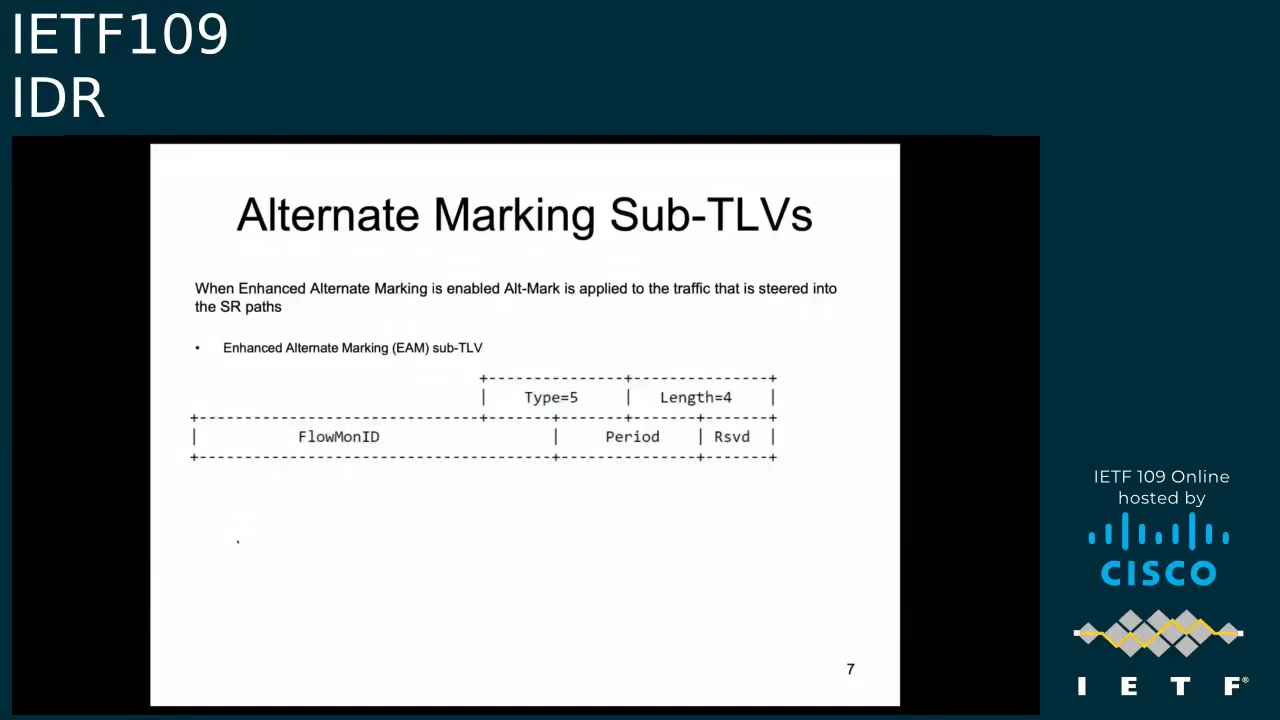 IETF109
IDR
Alternate Marking Sub-TLVs
When Enhanced Alternate Marking is enabled Alt-Mark is applied to the traffic that is steered into
the SR paths
• Enhanced Alternate Marking (EAM) sub-TLV
+---------------+---------------+
| Type=5 | Length=4 |
+-------------------------------+-------+-------+-------+-------+
| FlowMonID | Period | Rsvd |
+---------------------------------------+---------------+-------+
7
IETF 109 Online
hosted by
CISCO
I E T F®